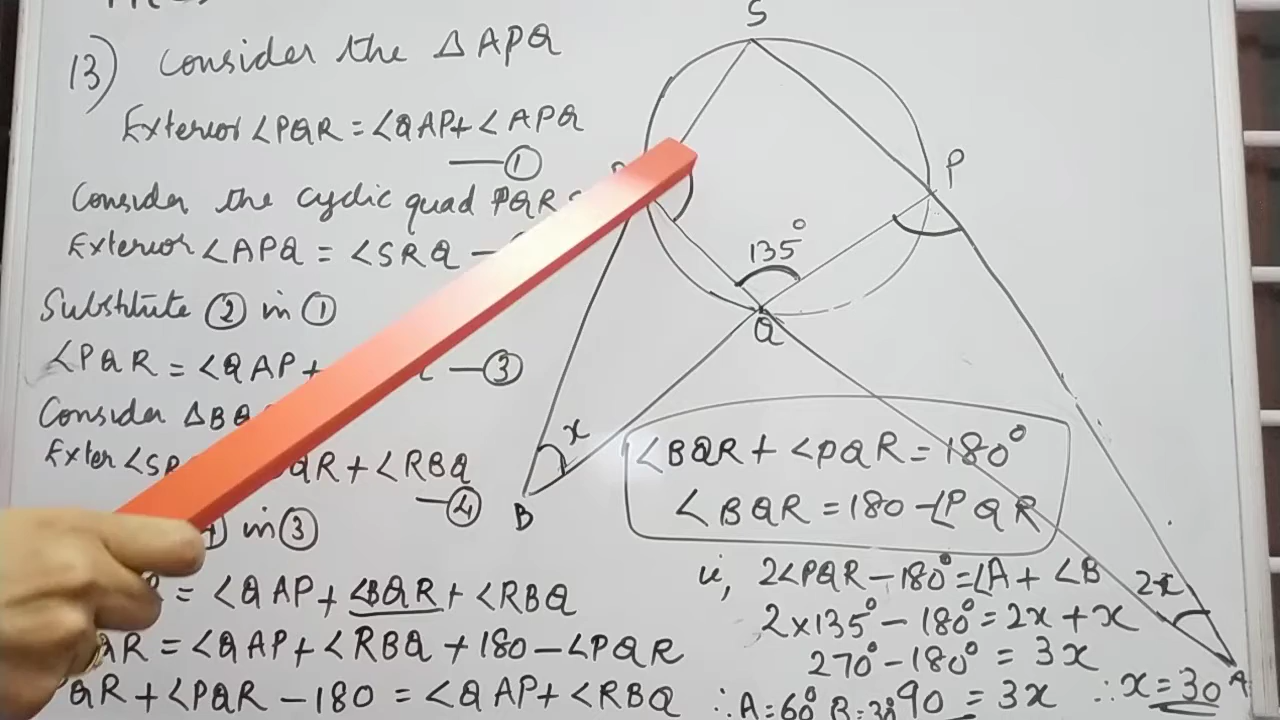 13) Consider the △APQ
Exterior ∠PQR = ∠QAP + ∠APQ
—①
Consider the cyclic quad PQR
Exterior ∠APQ = ∠SRQ —
Substitute ② in ①
∠PQR = ∠QAP + — ③
Consider △BQ
Exter ∠SR QR + ∠RBQ
—④
in ③
= ∠QAP + ∠BQR + ∠RBQ
QR = ∠QAP + ∠RBQ + 180 – ∠PQR
QR + ∠PQR – 180 = ∠QAP + ∠RBQ
S
P
135°
Q
x
B
∠BQR + ∠PQR = 180°
∠BQR = 180 – ∠PQR
2∠PQR – 180° = ∠A + ∠B
2x
2×135° – 180° = 2x + x
270° – 180° = 3x
90 = 3x ∴ x = 30
A
∴ A = 60°